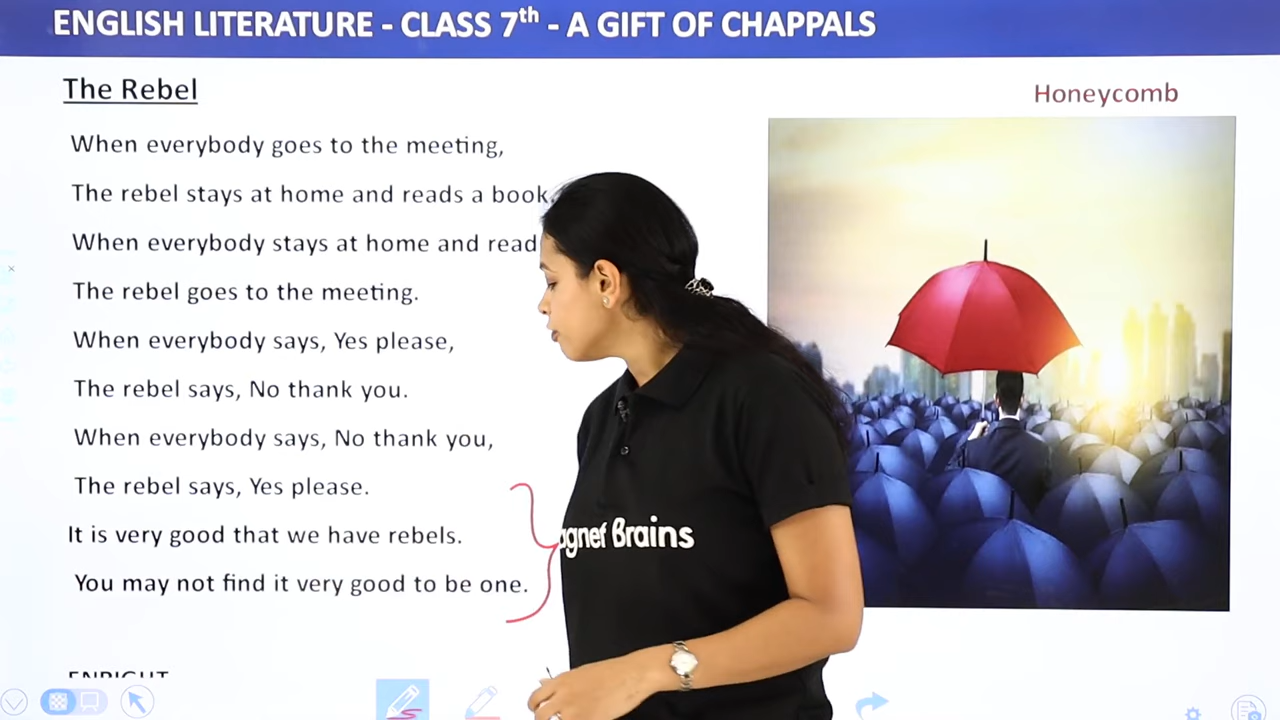 ENGLISH LITERATURE - CLASS 7th - A GIFT OF CHAPPALS
The Rebel
Honeycomb
When everybody goes to the meeting,
The rebel stays at home and reads a book
When everybody stays at home and read
The rebel goes to the meeting.
When everybody says, Yes please,
The rebel says, No thank you.
When everybody says, No thank you,
The rebel says, Yes please.
It is very good that we have rebels.
You may not find it very good to be one.
Brains